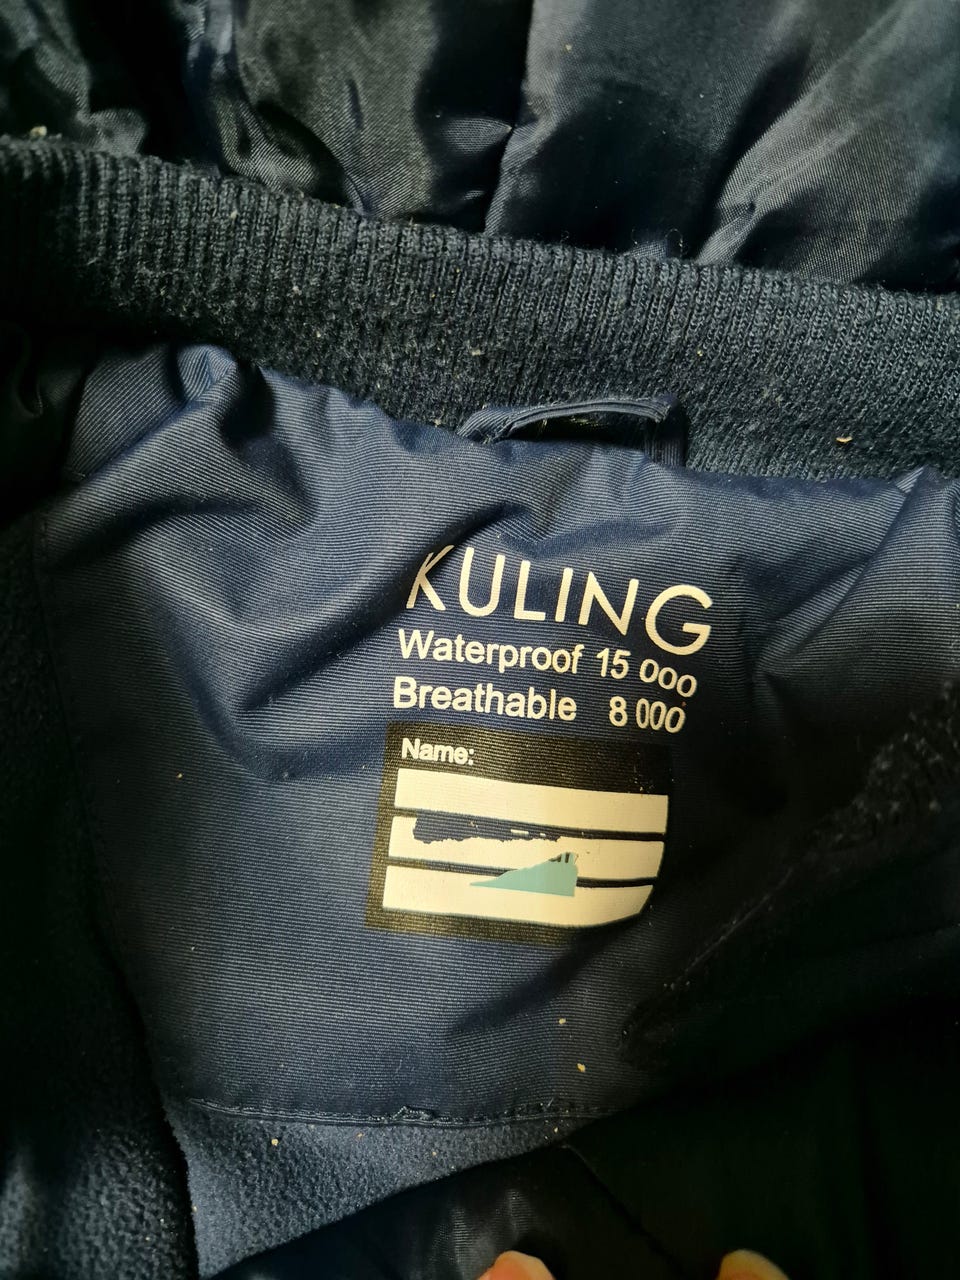 KULING
Waterproof 15 000
Breathable 8 000
Name: